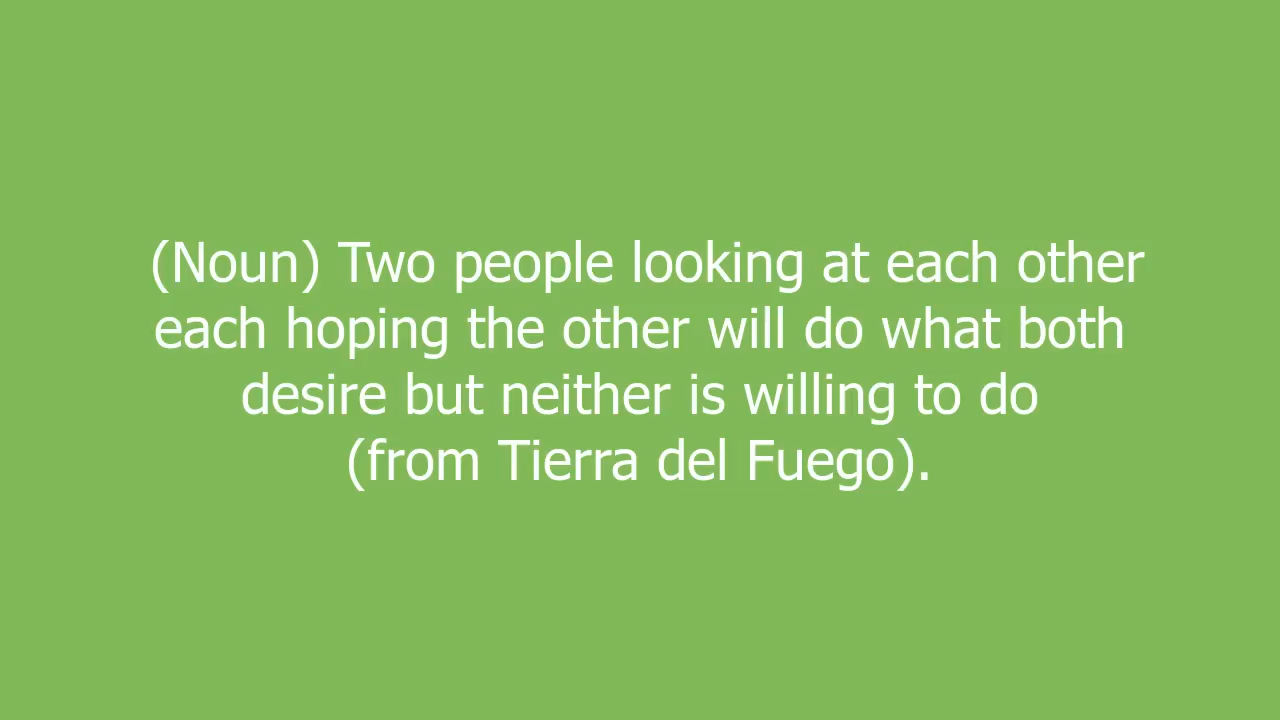 (Noun) Two people looking at each other
each hoping the other will do what both
desire but neither is willing to do
(from Tierra del Fuego).